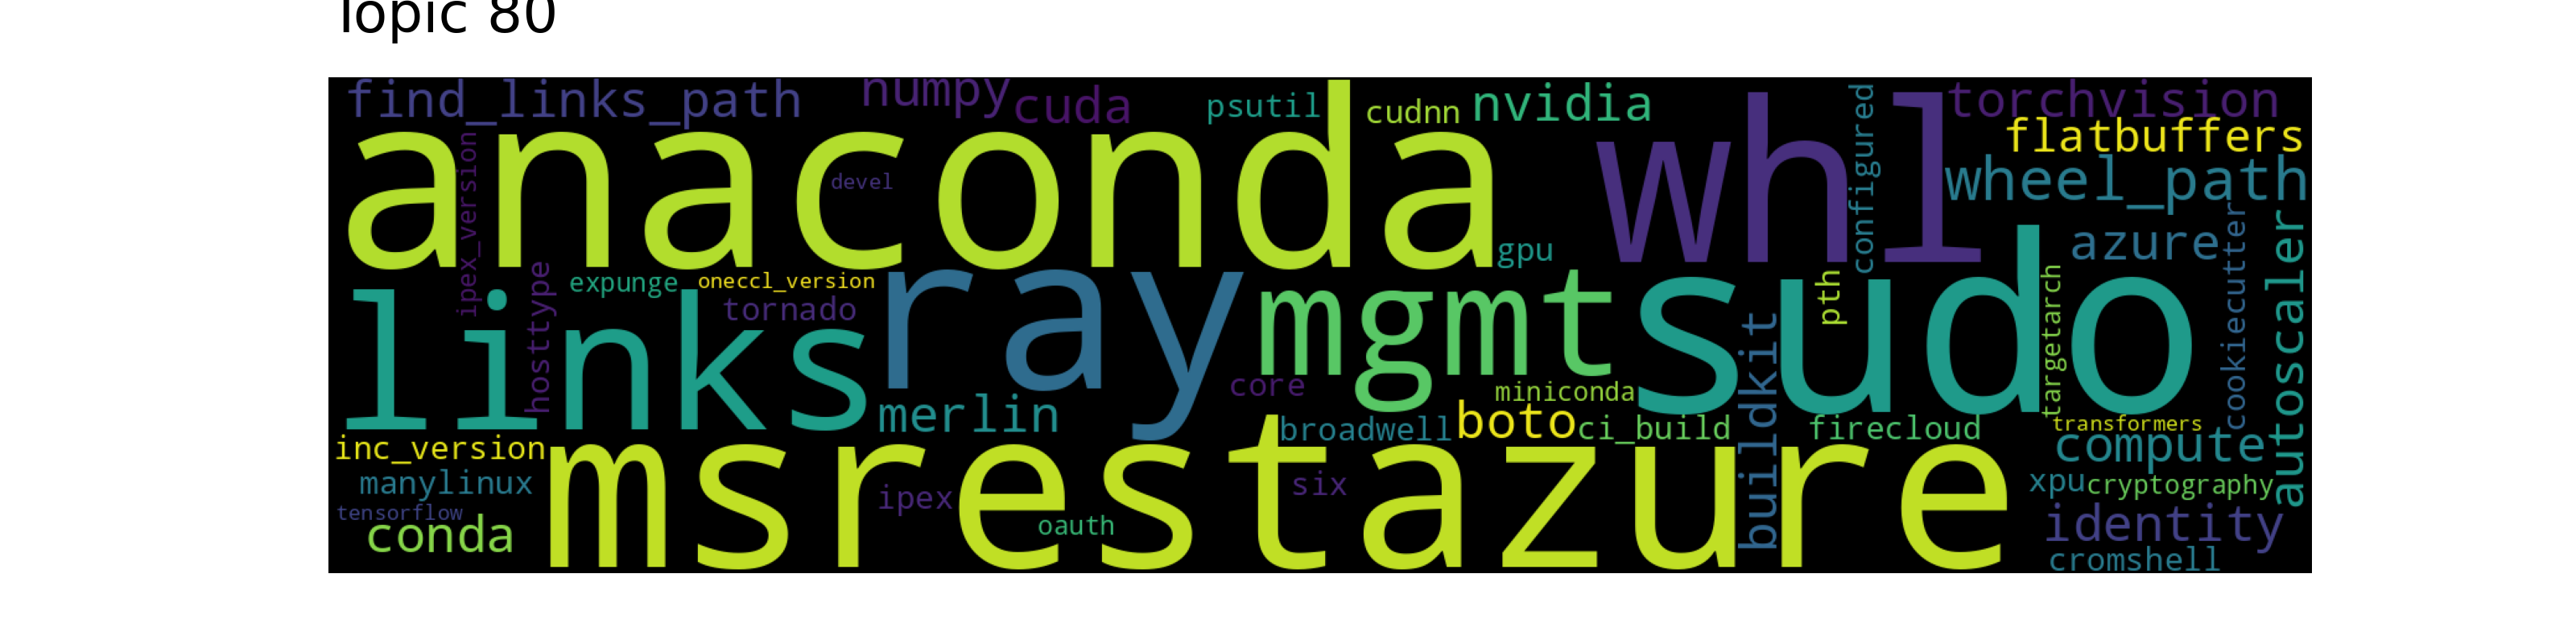 Topic 80
find_links_path
numpy
cuda
psutil
cudnn
nvidia
torchvision
flatbuffers
anaconda
whl
configured
wheel_path
ipex_version
devel
gpu
azure
cookiecutter
autoscaler
links
hosttype
expunge
oneccl_version
tornado
ray
mgmt
sudo
pth
targetarch
core
miniconda
merlin
broadwell
boto
ci_build
buildkit
firecloud
transformers
compute
inc_version
msrestazure
manylinux
ipex
six
xpu
cryptography
tensorflow
conda
oauth
identity
cromshell